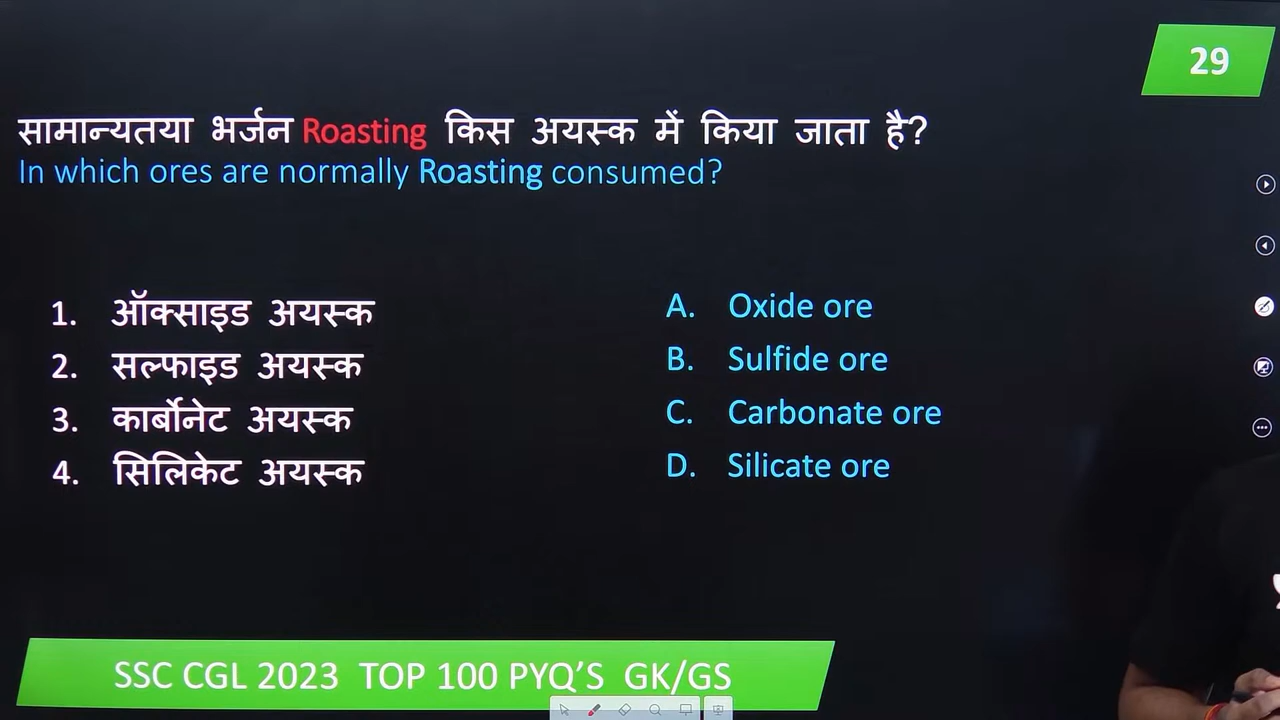 29
सामान्यतया भर्जन Roasting किस अयस्क में किया जाता है?
In which ores are normally Roasting consumed?
1. ऑक्साइड अयस्क
2. सल्फाइड अयस्क
3. कार्बोनेट अयस्क
4. सिलिकेट अयस्क
A. Oxide ore
B. Sulfide ore
C. Carbonate ore
D. Silicate ore
SSC CGL 2023 TOP 100 PYQ’S GK/GS